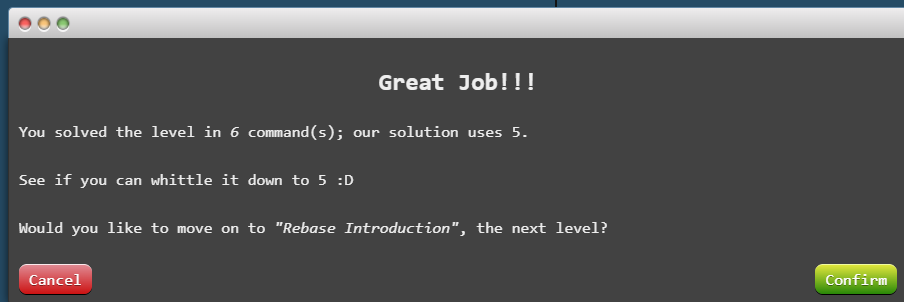 Great Job!!!
You solved the level in 6 command(s); our solution uses 5.
See if you can whittle it down to 5 :D
Would you like to move on to "Rebase Introduction", the next level?
Cancel
Confirm